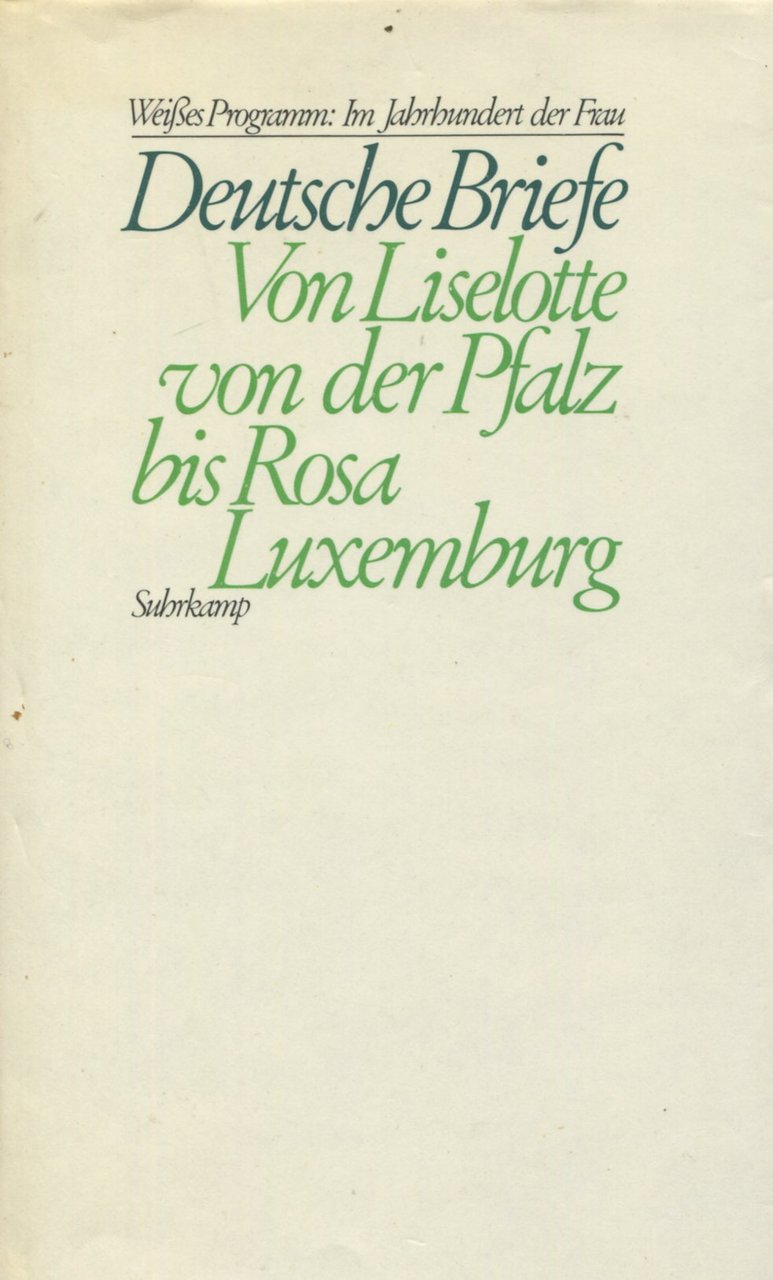 Weißes Programm: Im Jahrhundert der Frau
Deutsche Briefe
Von Liselotte
von der Pfalz
bis Rosa
Luxemburg
Suhrkamp